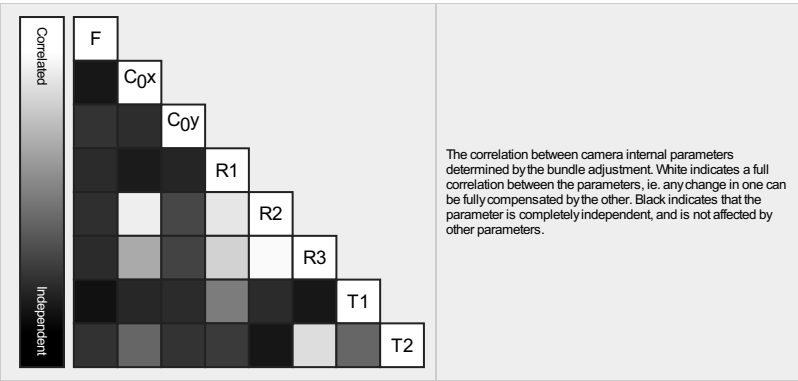 Correlated
Independent
F
C0x
C0y
R1
R2
R3
T1
T2
The correlation between camera internal parameters
determined by the bundle adjustment. White indicates a full
correlation between the parameters, ie. any change in one can
be fully compensated by the other. Black indicates that the
parameter is completely independent, and is not affected by
other parameters.